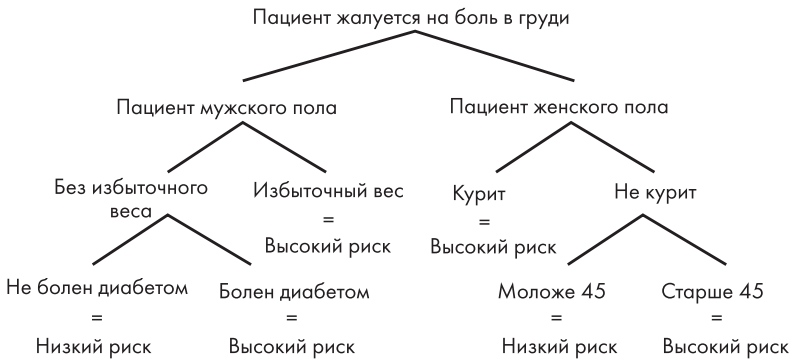 Пациент жалуется на боль в груди
Пациент мужского пола
Пациент женского пола
Без избыточного
веса
Избыточный вес
=
Высокий риск
Курит
=
Высокий риск
Не курит
Не болен диабетом
=
Низкий риск
Болен диабетом
=
Высокий риск
Моложе 45
=
Низкий риск
Старше 45
=
Высокий риск